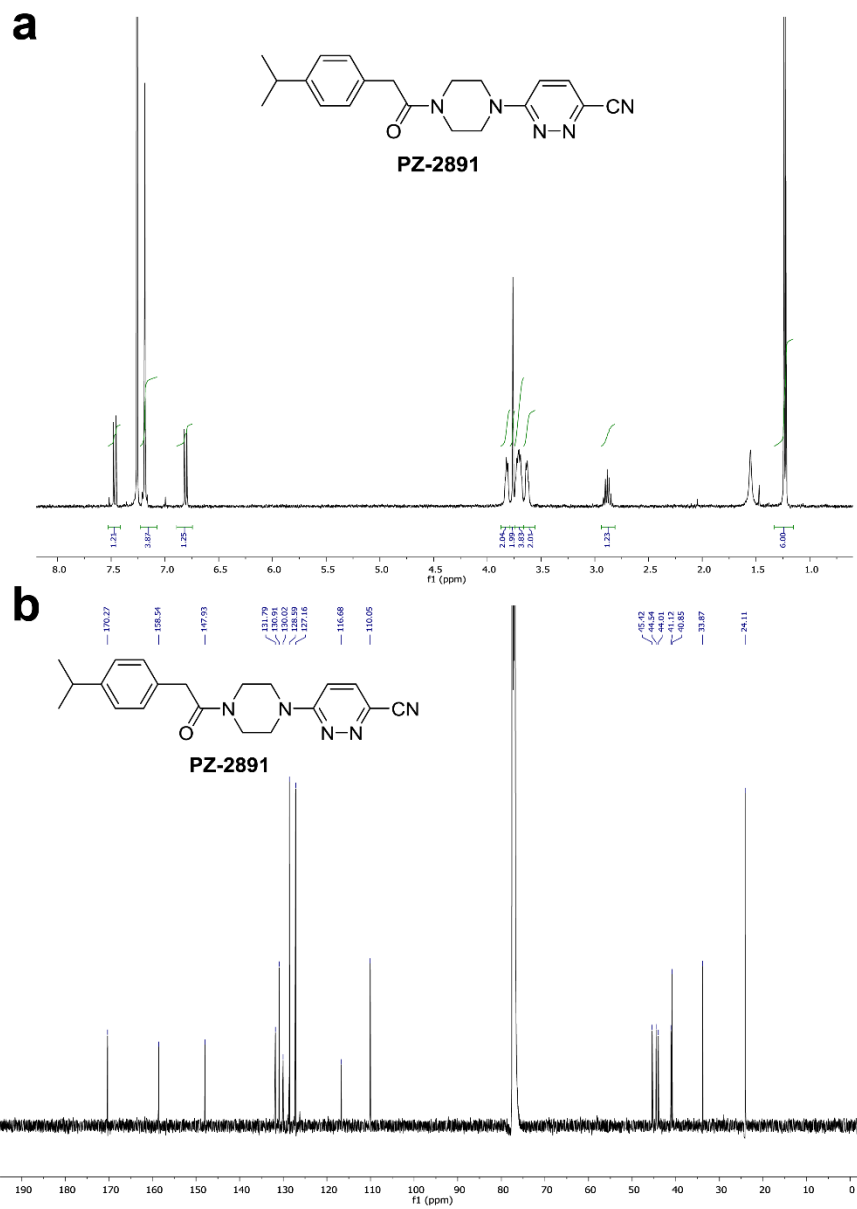 a
O
N
N
N
N
CN
PZ-2891
1.21
3.87
1.25
2.04
1.99
3.83
2.01
1.23
6.00
8.0 7.5 7.0 6.5 6.0 5.5 5.0 4.5 4.0 3.5 3.0 2.5 2.0 1.5 1.0
f1 (ppm)
b
170.27
158.54
147.93
131.79
130.91
130.02
128.59
127.16
116.68
110.05
45.42
44.54
44.01
41.12
40.85
33.87
24.11
O
N
N
N
N
CN
PZ-2891
190 180 170 160 150 140 130 120 110 100 90 80 70 60 50 40 30 20 10 0
f1 (ppm)